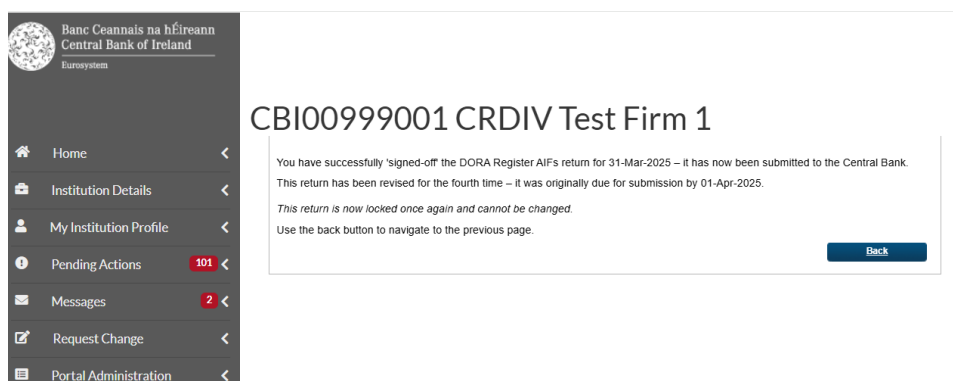 Banc Ceannais na hÉireann
Central Bank of Ireland
Eurosystem
CBI00999001 CRDIV Test Firm 1
Home
Institution Details
My Institution Profile
Pending Actions 101
Messages 2
Request Change
Portal Administration
You have successfully 'signed-off' the DORA Register AIFs return for 31-Mar-2025 – it has now been submitted to the Central Bank.
This return has been revised for the fourth time – it was originally due for submission by 01-Apr-2025.
This return is now locked once again and cannot be changed.
Use the back button to navigate to the previous page.
Back